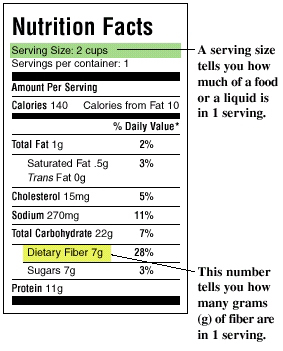 Nutrition Facts
Serving Size: 2 cups
Servings per container: 1
Amount Per Serving
Calories 140 Calories from Fat 10
% Daily Value*
Total Fat 1g 2%
Saturated Fat .5g 3%
Trans Fat 0g
Cholesterol 15mg 5%
Sodium 270mg 11%
Total Carbohydrate 22g 7%
Dietary Fiber 7g 28%
Sugars 7g 3%
Protein 11g
A serving size
tells you how
much of a food
or a liquid is
in 1 serving.
This number
tells you how
many grams
(g) of fiber are
in 1 serving.